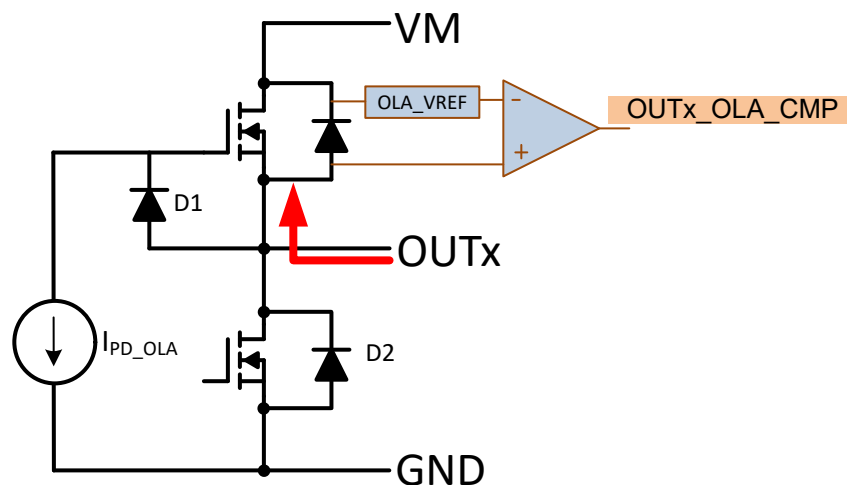 VM
OLA_VREF
-
OUTx_OLA_CMP
+
D1
OUTx
IPD_OLA
D2
GND